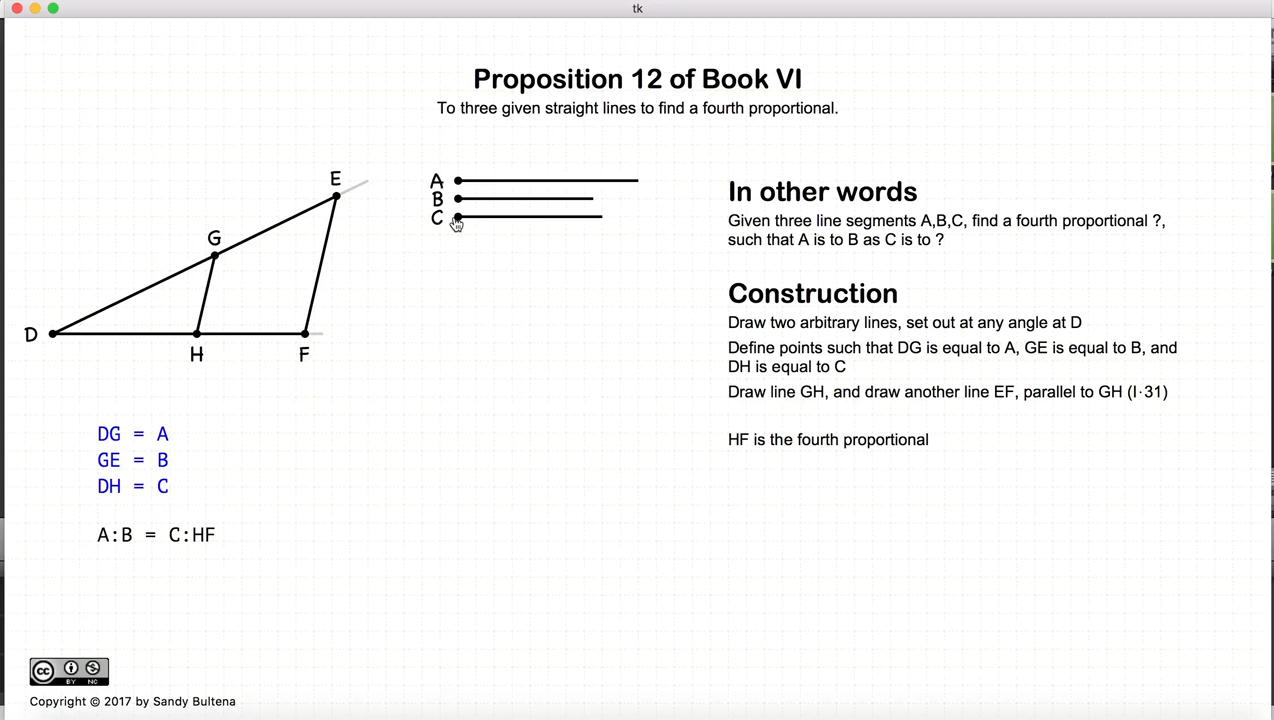 tk
Proposition 12 of Book VI
To three given straight lines to find a fourth proportional.
E
G
D
H
F
A
B
C
In other words
Given three line segments A,B,C, find a fourth proportional ?,
such that A is to B as C is to ?
Construction
Draw two arbitrary lines, set out at any angle at D
Define points such that DG is equal to A, GE is equal to B, and
DH is equal to C
Draw line GH, and draw another line EF, parallel to GH (I·31)
HF is the fourth proportional
DG = A
GE = B
DH = C
A:B = C:HF
cc
BY NC
Copyright © 2017 by Sandy Bultena